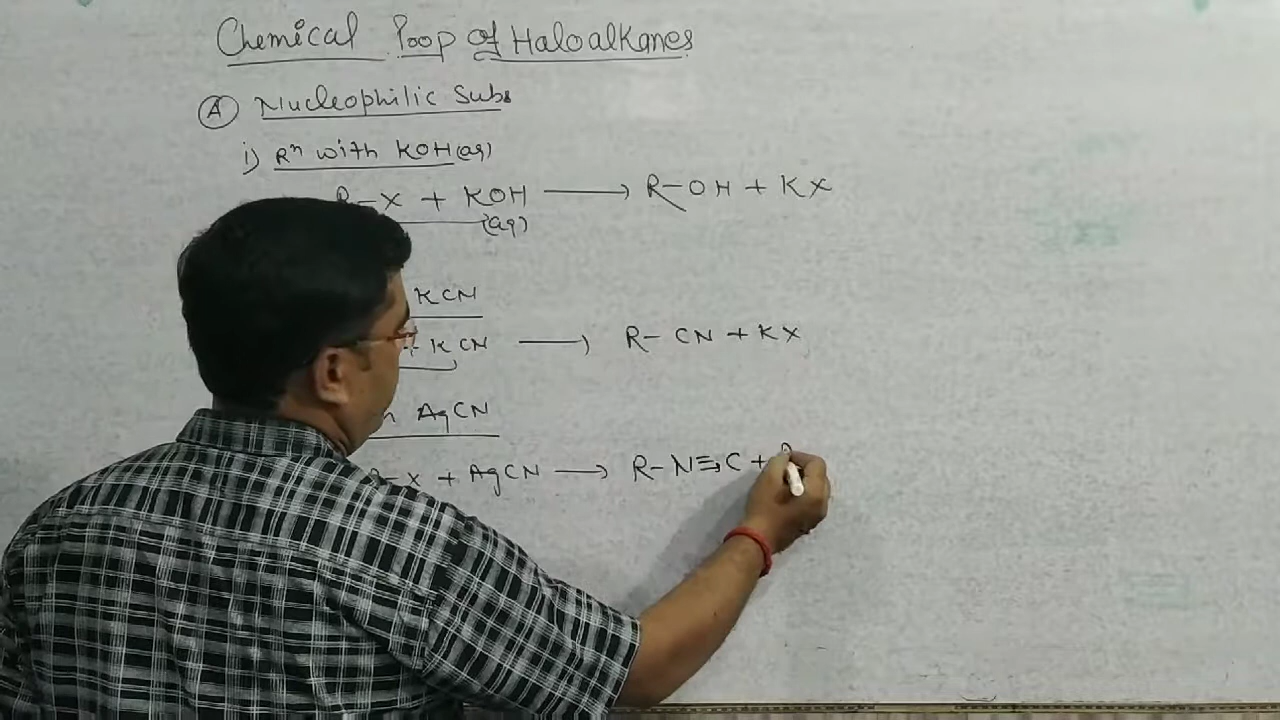 Chemical Poop of Haloalkanes
(A) Nucleophilic Subs
i) Rⁿ with KOH(aq)
R-X + KOH ⟶ R-OH + KX
(aq)
KCN
+ KCN ⟶ R-CN + KX
AgCN
R-X + AgCN ⟶ R-N≡C +